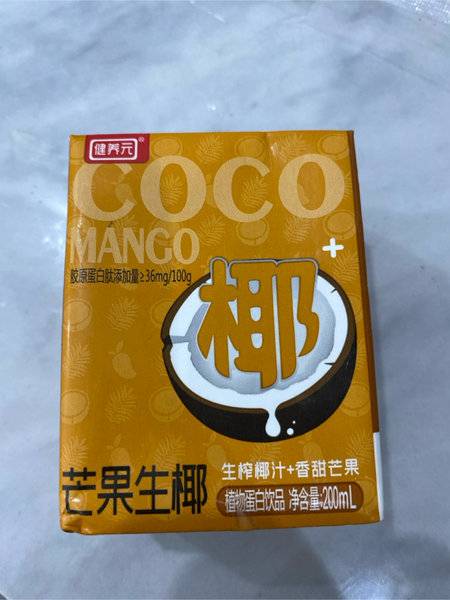 健养元®
COCO
MANGO
胶原蛋白肽添加量≥36mg/100g
椰+
芒果生椰
生榨椰汁+香甜芒果
植物蛋白饮品 净含量:200mL